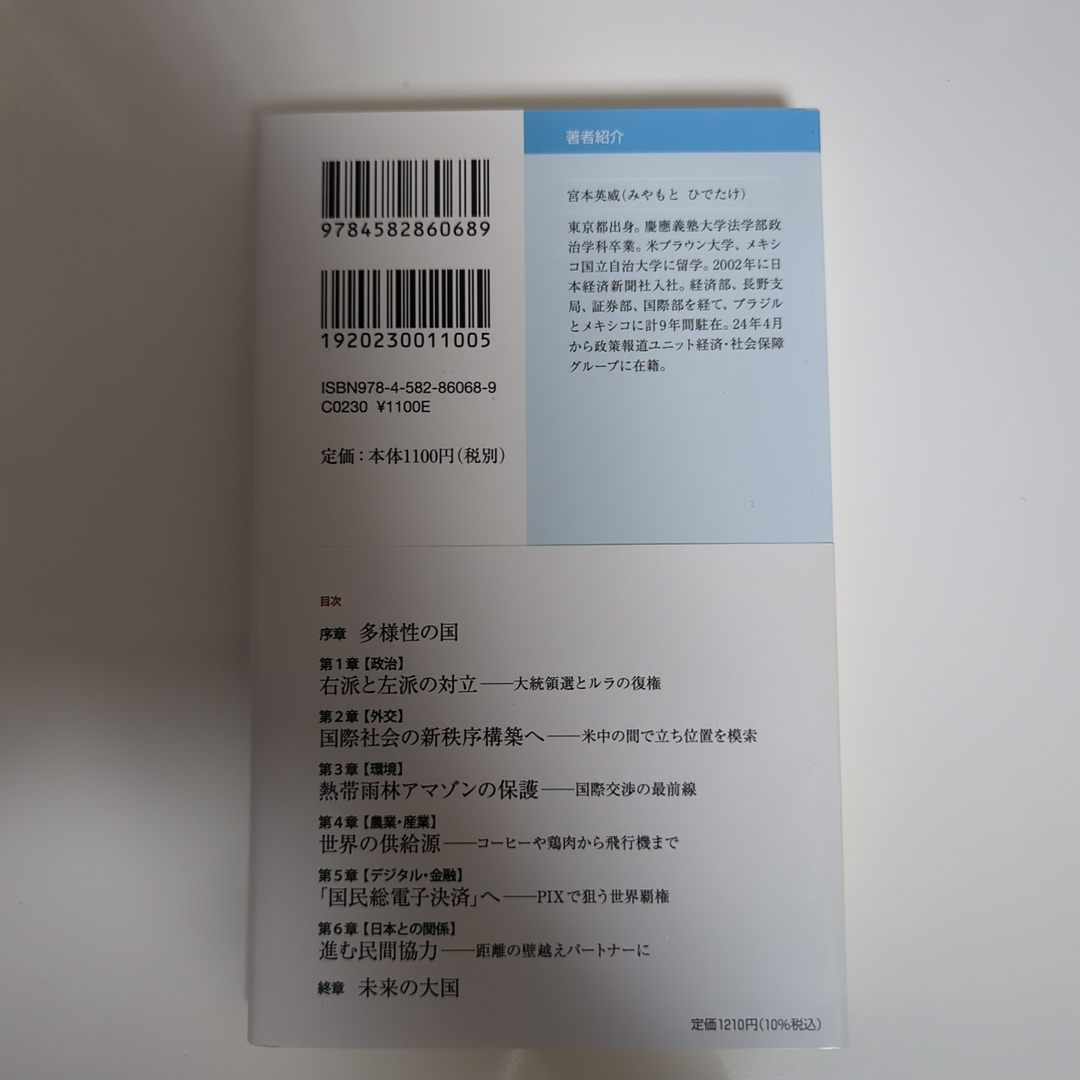 9784582860689
1920230011005
ISBN978-4-582-86068-9
C0230 ¥1100E
定価：本体1100円（税別）
著者紹介
宮本英威（みやもと ひでたけ）
東京都出身。慶應義塾大学法学部政
治学科卒業。米ブラウン大学、メキシ
コ国立自治大学に留学。2002年に日
本経済新聞社入社。経済部、長野支
局、証券部、国際部を経て、ブラジル
とメキシコに計9年間駐在。24年4月
から政策報道ユニット経済・社会保障
グループに在籍。
目次
序章 多様性の国
第1章【政治】
右派と左派の対立――大統領選とルラの復権
第2章【外交】
国際社会の新秩序構築へ――米中の間で立ち位置を模索
第3章【環境】
熱帯雨林アマゾンの保護――国際交渉の最前線
第4章【農業・産業】
世界の供給源――コーヒーや鶏肉から飛行機まで
第5章【デジタル・金融】
「国民総電子決済」へ――PIXで狙う世界覇権
第6章【日本との関係】
進む民間協力――距離の壁越えパートナーに
終章 未来の大国
定価1210円（10%税込）